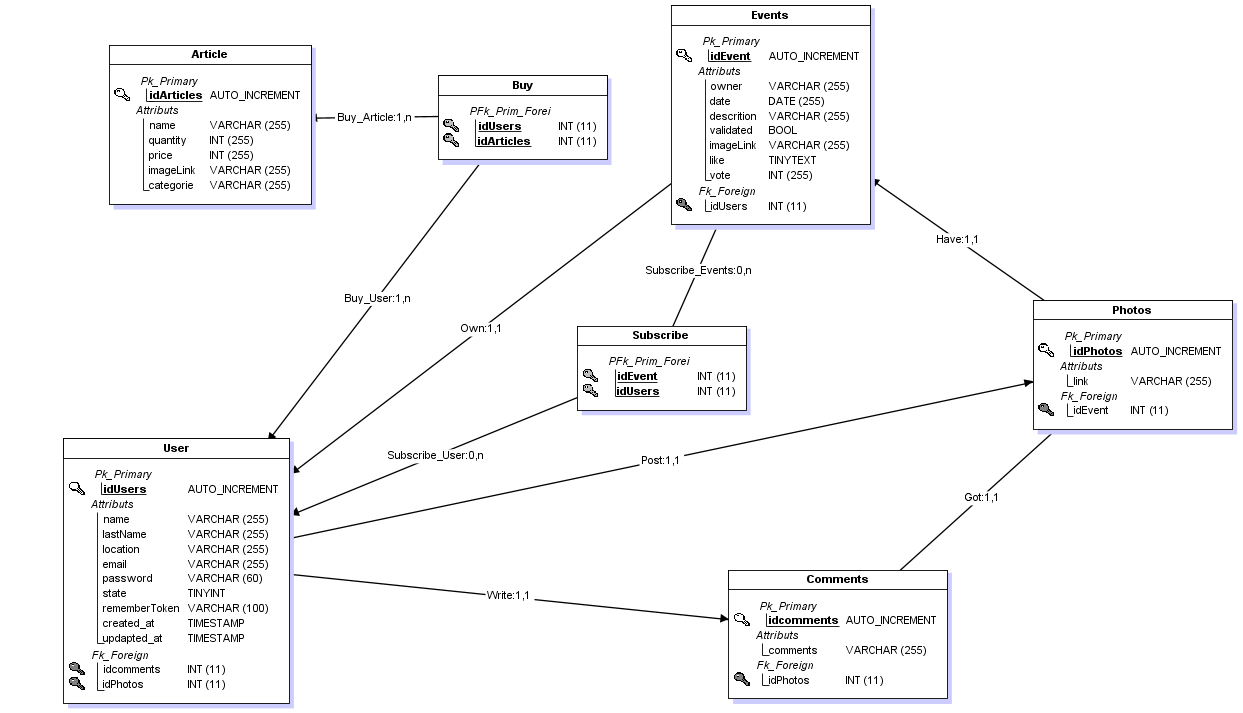 Article
Pk_Primary
idArticles AUTO_INCREMENT
Attributs
name VARCHAR (255)
quantity INT (255)
price INT (255)
imageLink VARCHAR (255)
categorie VARCHAR (255)
Buy_Article:1,n
Buy
PFk_Prim_Forei
idUsers INT (11)
idArticles INT (11)
Events
Pk_Primary
idEvent AUTO_INCREMENT
Attributs
owner VARCHAR (255)
date DATE (255)
descrition VARCHAR (255)
validated BOOL
imageLink VARCHAR (255)
like TINYTEXT
vote INT (255)
Fk_Foreign
idUsers INT (11)
Have:1,1
Subscribe_Events:0,n
Buy_User:1,n
Own:1,1
Subscribe
PFk_Prim_Forei
idEvent INT (11)
idUsers INT (11)
Photos
Pk_Primary
idPhotos AUTO_INCREMENT
Attributs
link VARCHAR (255)
Fk_Foreign
idEvent INT (11)
Subscribe_User:0,n
Post:1,1
Got:1,1
Write:1,1
User
Pk_Primary
idUsers AUTO_INCREMENT
Attributs
name VARCHAR (255)
lastName VARCHAR (255)
location VARCHAR (255)
email VARCHAR (255)
password VARCHAR (60)
state TINYINT
rememberToken VARCHAR (100)
created_at TIMESTAMP
updapted_at TIMESTAMP
Fk_Foreign
idcomments INT (11)
idPhotos INT (11)
Comments
Pk_Primary
idcomments AUTO_INCREMENT
Attributs
comments VARCHAR (255)
Fk_Foreign
idPhotos INT (11)